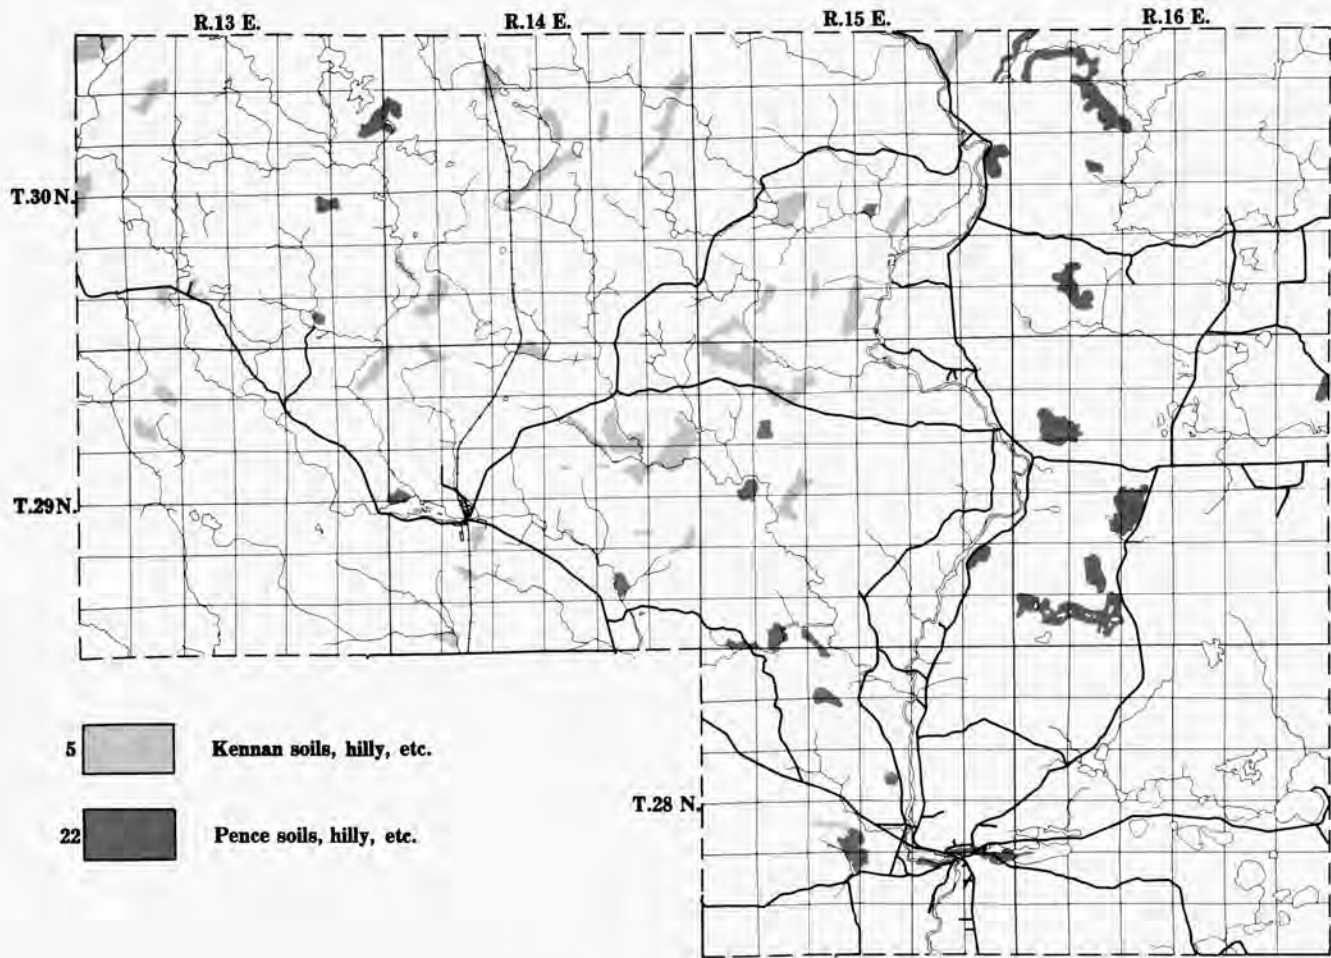 R.13 E. R.14 E. R.15 E. R.16 E.
T.30 N.
T.29 N.
5 Kennan soils, hilly, etc.
T.28 N.
22 Pence soils, hilly, etc.